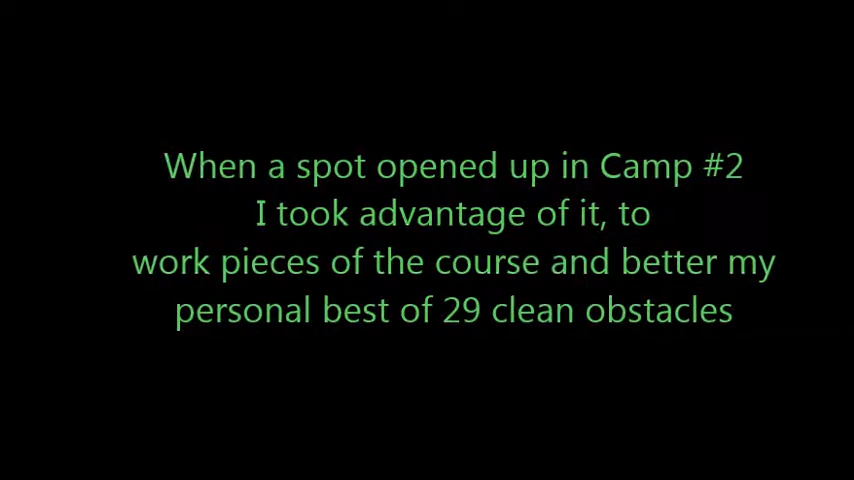 When a spot opened up in Camp #2
I took advantage of it, to
work pieces of the course and better my
personal best of 29 clean obstacles